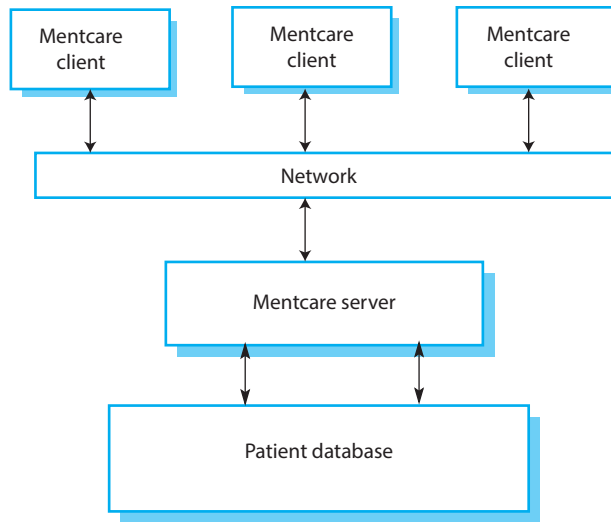 Mentcare
client
Mentcare
client
Mentcare
client
Network
Mentcare server
Patient database